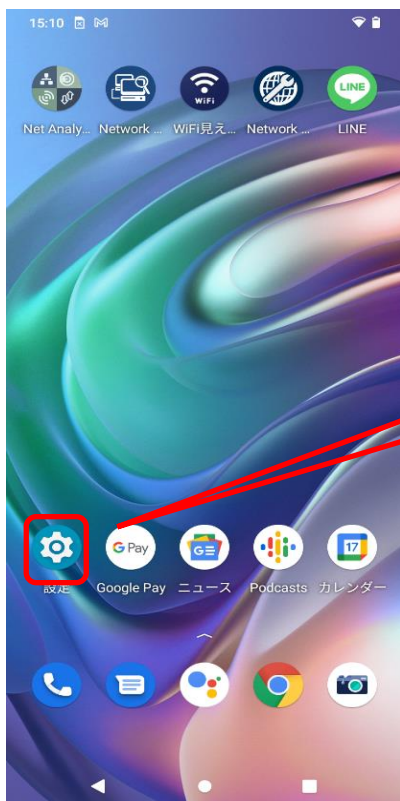 15:10
WiFi
LINE
Net Analy... Network ... WiFi見え... Network ... LINE
G Pay
GE
17
設定 Google Pay ニュース Podcasts カレンダー